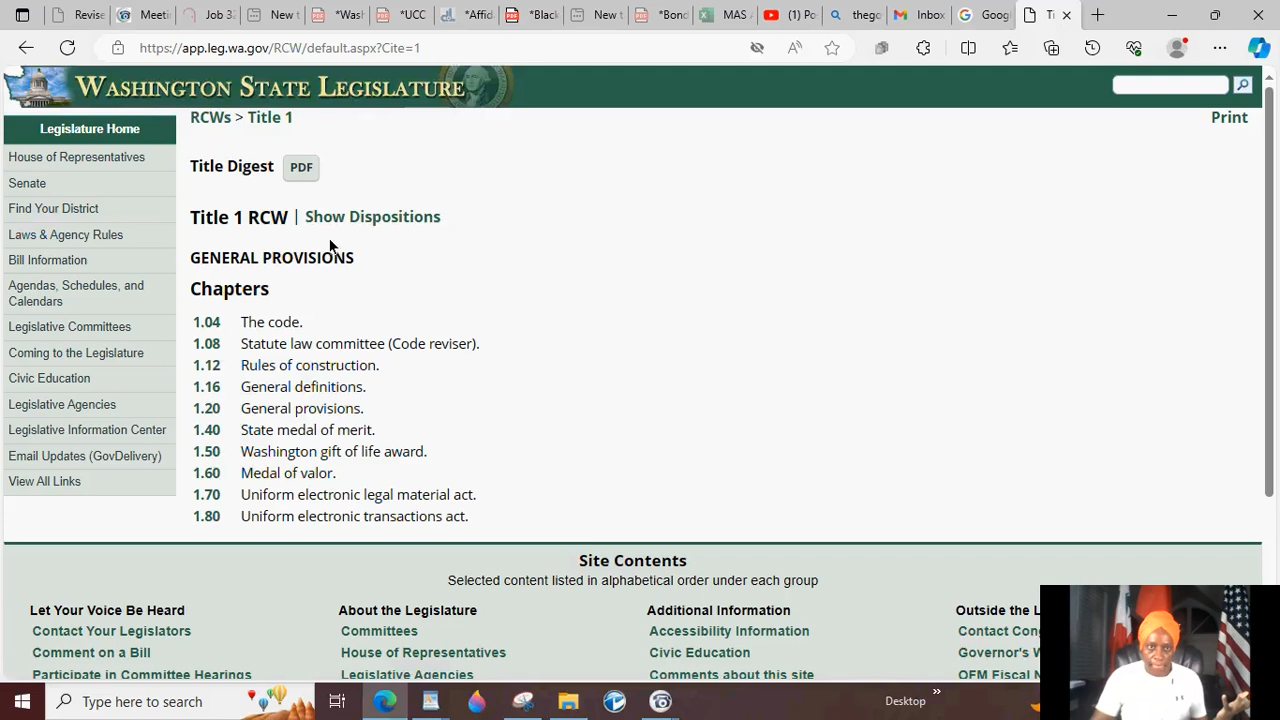 Revise
Meeti
Job 3
New t
*Wash
*UCC
*Affid
*Black
New t
*Bond
MAS A
(1) Po
thego
Inbox
Googl
Ti
https://app.leg.wa.gov/RCW/default.aspx?Cite=1
WASHINGTON STATE LEGISLATURE
Legislature Home
House of Representatives
Senate
Find Your District
Laws & Agency Rules
Bill Information
Agendas, Schedules, and
Calendars
Legislative Committees
Coming to the Legislature
Civic Education
Legislative Agencies
Legislative Information Center
Email Updates (GovDelivery)
View All Links
RCWs > Title 1
Print
Title Digest PDF
Title 1 RCW | Show Dispositions
GENERAL PROVISIONS
Chapters
1.04 The code.
1.08 Statute law committee (Code reviser).
1.12 Rules of construction.
1.16 General definitions.
1.20 General provisions.
1.40 State medal of merit.
1.50 Washington gift of life award.
1.60 Medal of valor.
1.70 Uniform electronic legal material act.
1.80 Uniform electronic transactions act.
Site Contents
Selected content listed in alphabetical order under each group
Let Your Voice Be Heard
Contact Your Legislators
Comment on a Bill
Participate in Committee Hearings
About the Legislature
Committees
House of Representatives
Legislative Agencies
Additional Information
Accessibility Information
Civic Education
Comments about this site
Outside the L
Contact Con
Governor's
OFM Fiscal N
Type here to search
Desktop